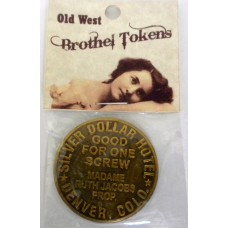 Old West
Brothel Tokens
SILVER DOLLAR HOTEL
GOOD
FOR ONE
SCREW
MADAME
RUTH JACOBS
PROP.
DENVER, COLO.